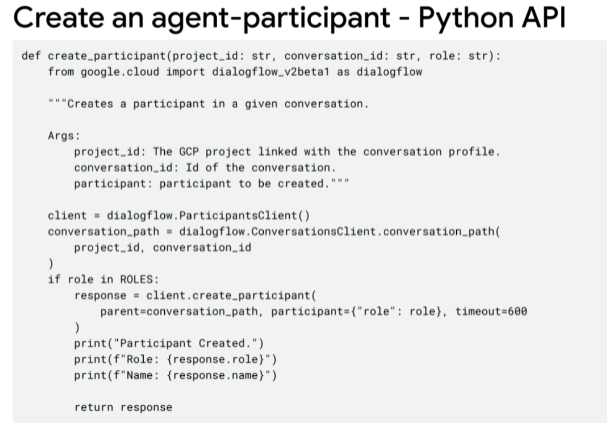 Create an agent-participant - Python API
def create_participant(project_id: str, conversation_id: str, role: str):
    from google.cloud import dialogflow_v2beta1 as dialogflow

    """Creates a participant in a given conversation.

    Args:
        project_id: The GCP project linked with the conversation profile.
        conversation_id: Id of the conversation.
        participant: participant to be created."""

    client = dialogflow.ParticipantsClient()
    conversation_path = dialogflow.ConversationsClient.conversation_path(
        project_id, conversation_id
    )
    if role in ROLES:
        response = client.create_participant(
            parent=conversation_path, participant={"role": role}, timeout=600
        )
        print("Participant Created.")
        print(f"Role: {response.role}")
        print(f"Name: {response.name}")

        return response